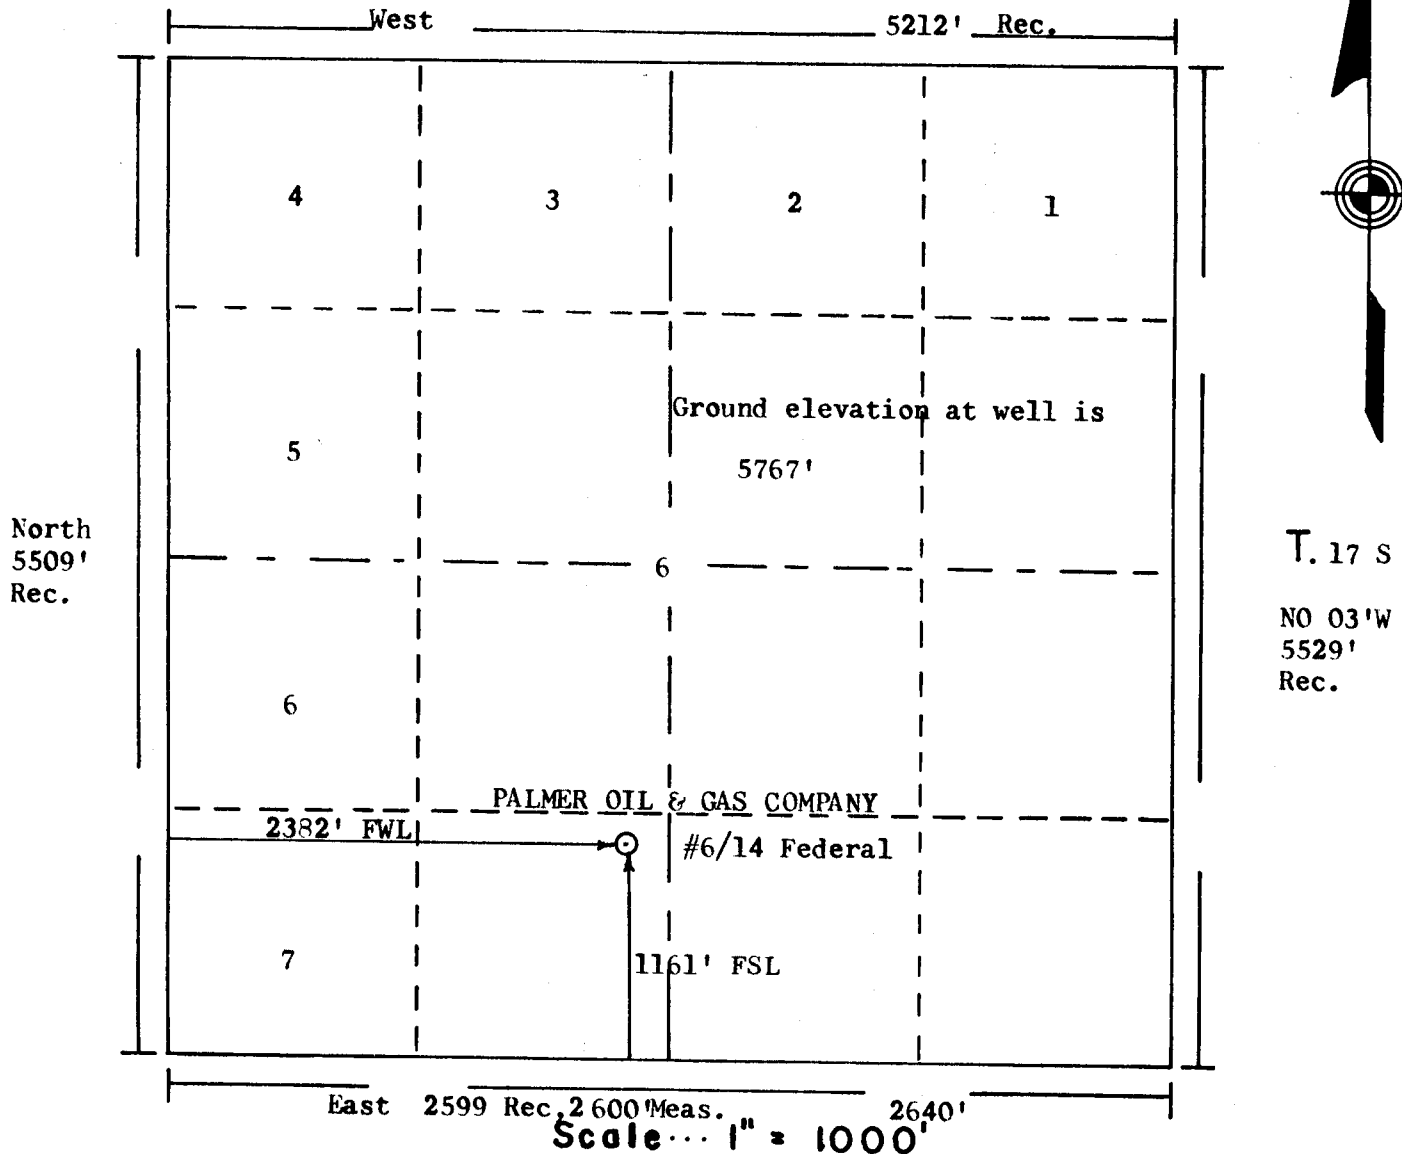 West 5212' Rec.
4 3 2 1
Ground elevation at well is
5 5767'
North
5509'
Rec.
T. 17 S
6
NO 03'W
5529'
Rec.
6
PALMER OIL & GAS COMPANY
2382' FWL
#6/14 Federal
7 1161' FSL
East 2599 Rec,2600'Meas. 2640'
Scale... 1" = 1000'